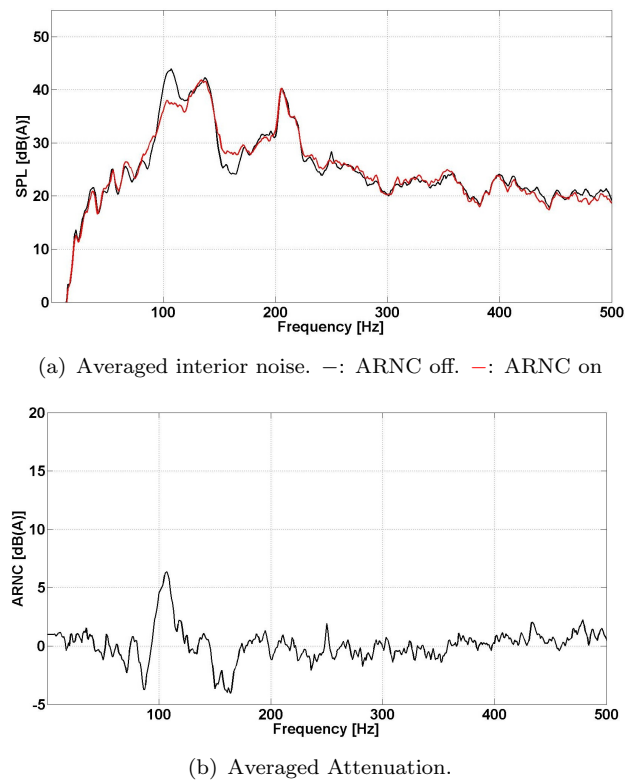 50
40
30
20
10
0
SPL [dB(A)]
100 200 300 400 500
Frequency [Hz]
(a) Averaged interior noise. −: ARNC off. −: ARNC on
20
15
10
5
0
-5
ARNC [dB(A)]
100 200 300 400 500
Frequency [Hz]
(b) Averaged Attenuation.